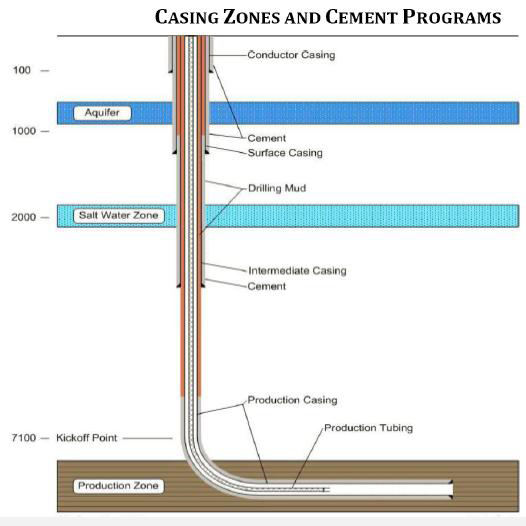 CASING ZONES AND CEMENT PROGRAMS
Conductor Casing
100
Aquifer
1000
Cement
Surface Casing
Drilling Mud
2000
Salt Water Zone
Intermediate Casing
Cement
Production Casing
Production Tubing
7100
Kickoff Point
Production Zone